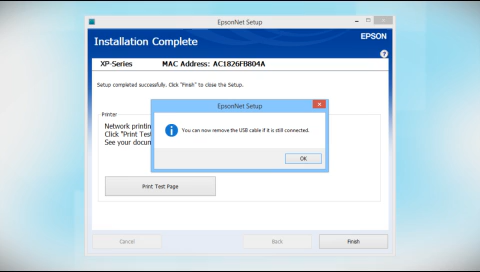 EpsonNet Setup
Installation Complete
EPSON
?
XP-Series MAC Address: AC1826FB804A
Setup completed successfully. Click "Finish" to close the Setup.
Printer
Network printin
Click "Print Tes
See your docum
EpsonNet Setup
You can now remove the USB cable if it is still connected.
OK
Print Test Page
Cancel
Back
Finish